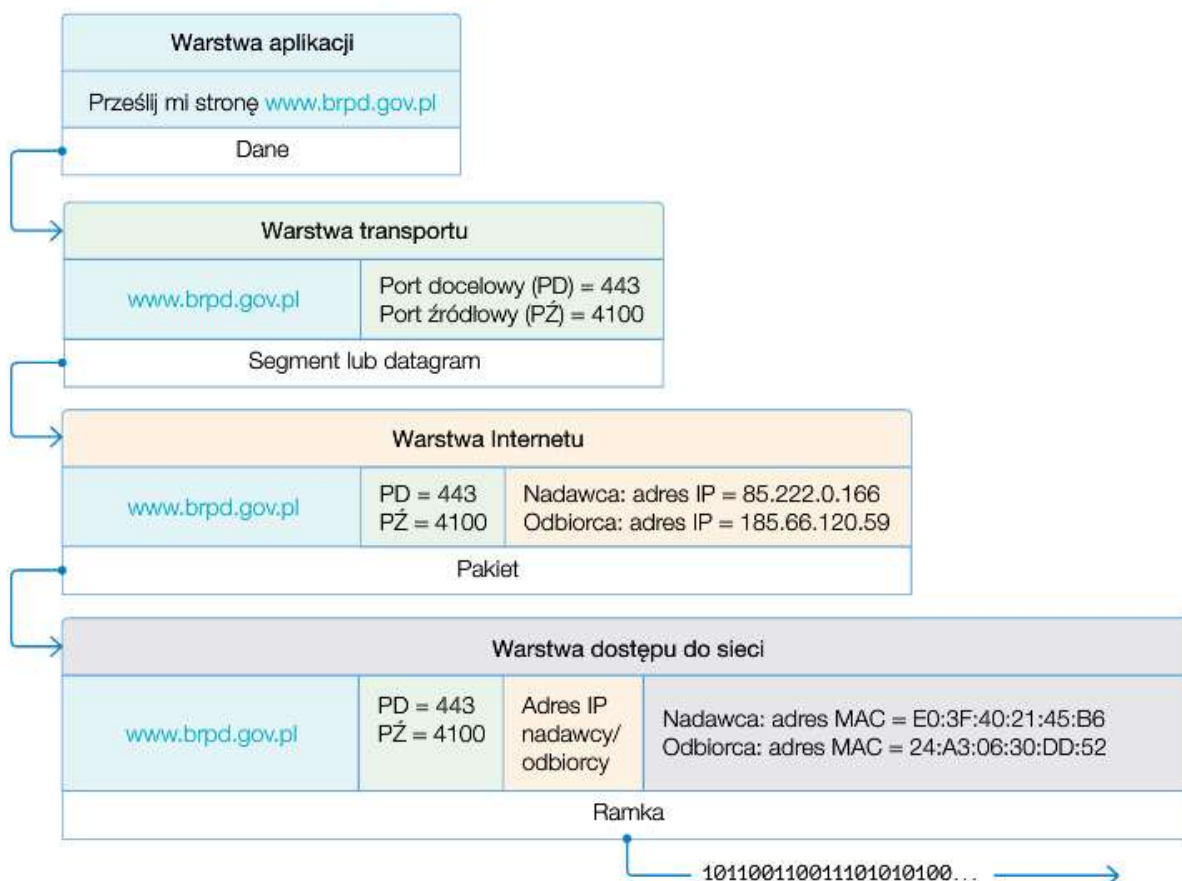 Warstwa aplikacji
Prześlij mi stronę www.brpd.gov.pl
Dane
Warstwa transportu
www.brpd.gov.pl
Port docelowy (PD) = 443
Port źródłowy (PŹ) = 4100
Segment lub datagram
Warstwa Internetu
www.brpd.gov.pl
PD = 443
PŹ = 4100
Nadawca: adres IP = 85.222.0.166
Odbiorca: adres IP = 185.66.120.59
Pakiet
Warstwa dostępu do sieci
www.brpd.gov.pl
PD = 443
PŹ = 4100
Adres IP
nadawcy/
odbiorcy
Nadawca: adres MAC = E0:3F:40:21:45:B6
Odbiorca: adres MAC = 24:A3:06:30:DD:52
Ramka
101100110011101010100...